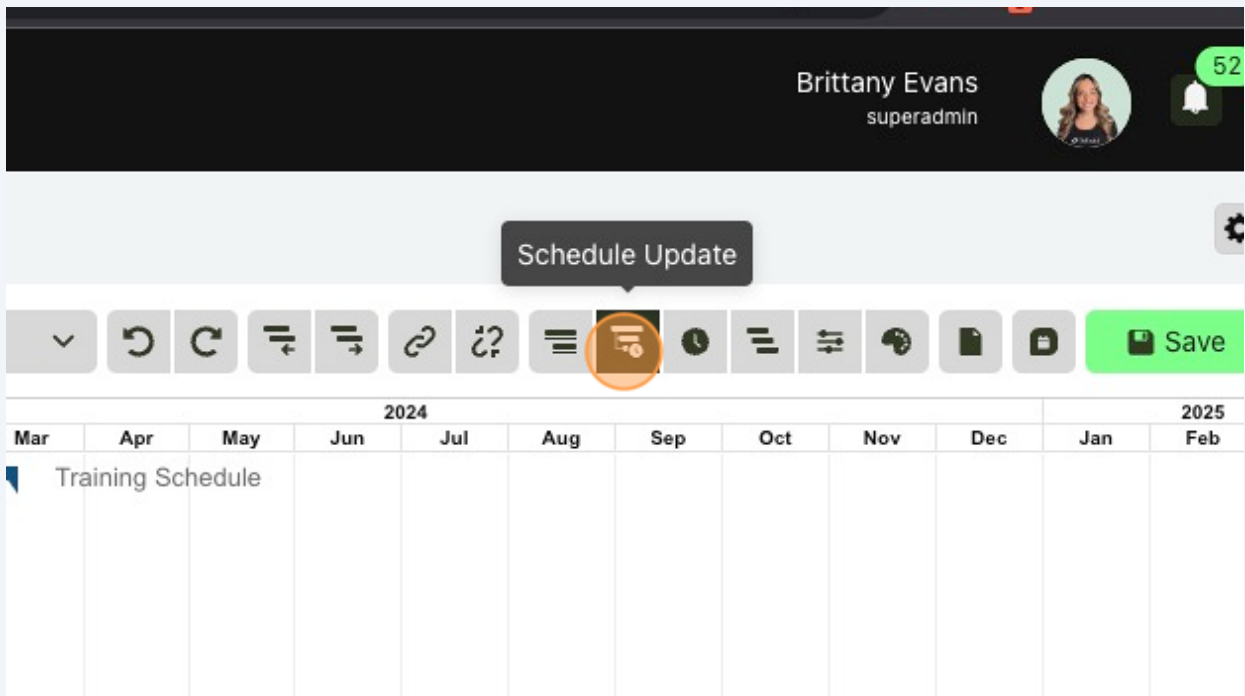 Brittany Evans
superadmin
52
Schedule Update
Save
2024
2025
Mar Apr May Jun Jul Aug Sep Oct Nov Dec Jan Feb
Training Schedule